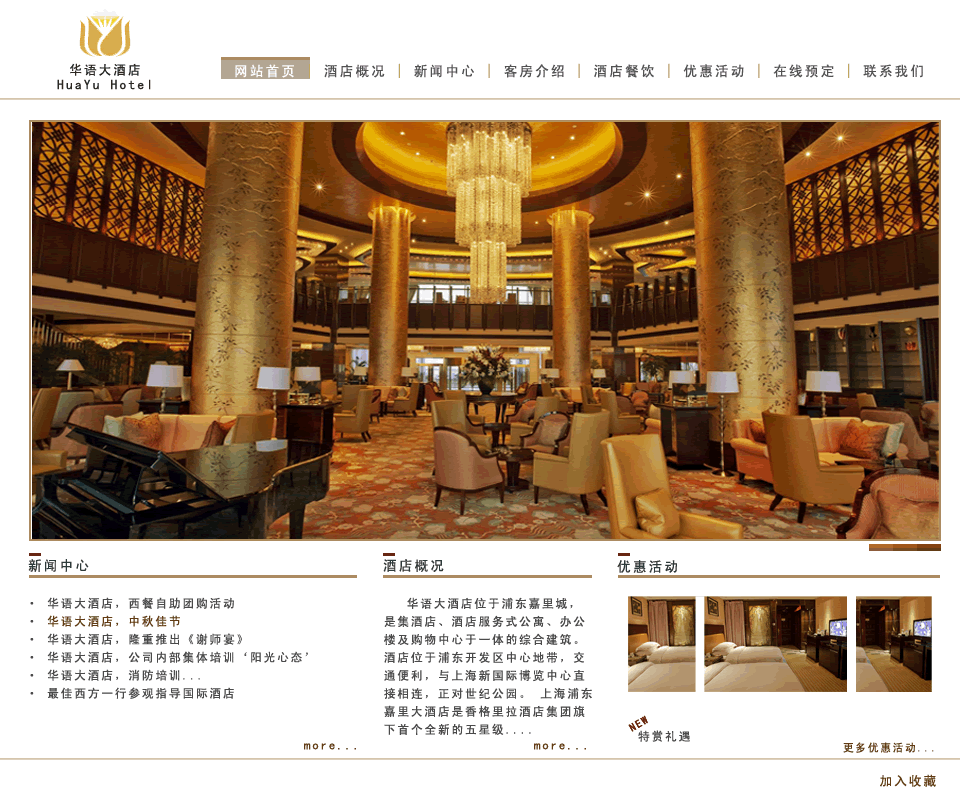 华语大酒店
HuaYu Hotel
网站首页 酒店概况 | 新闻中心 | 客房介绍 | 酒店餐饮 | 优惠活动 | 在线预定 | 联系我们
新闻中心
· 华语大酒店，西餐自助团购活动
· 华语大酒店，中秋佳节
· 华语大酒店，隆重推出《谢师宴》
· 华语大酒店，公司内部集体培训‘阳光心态’
· 华语大酒店，消防培训...
· 最佳西方一行参观指导国际酒店
more...
酒店概况
华语大酒店位于浦东嘉里城，
是集酒店、酒店服务式公寓、办公
楼及购物中心于一体的综合建筑。
酒店位于浦东开发区中心地带，交
通便利，与上海新国际博览中心直
接相连，正对世纪公园。 上海浦东
嘉里大酒店是香格里拉酒店集团旗
下首个全新的五星级....
more...
优惠活动
NEW
特赏礼遇
更多优惠活动...
加入收藏